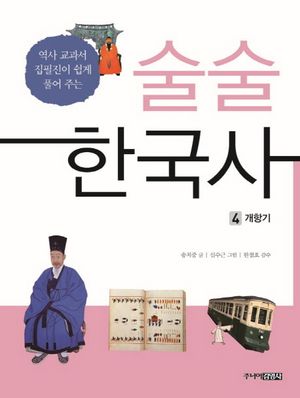 역사 교과서
집필진이 쉽게
풀어 주는
술술
한국사
4 개항기
송치중 글 | 심수근 그림 | 한철호 감수
주니어김영사